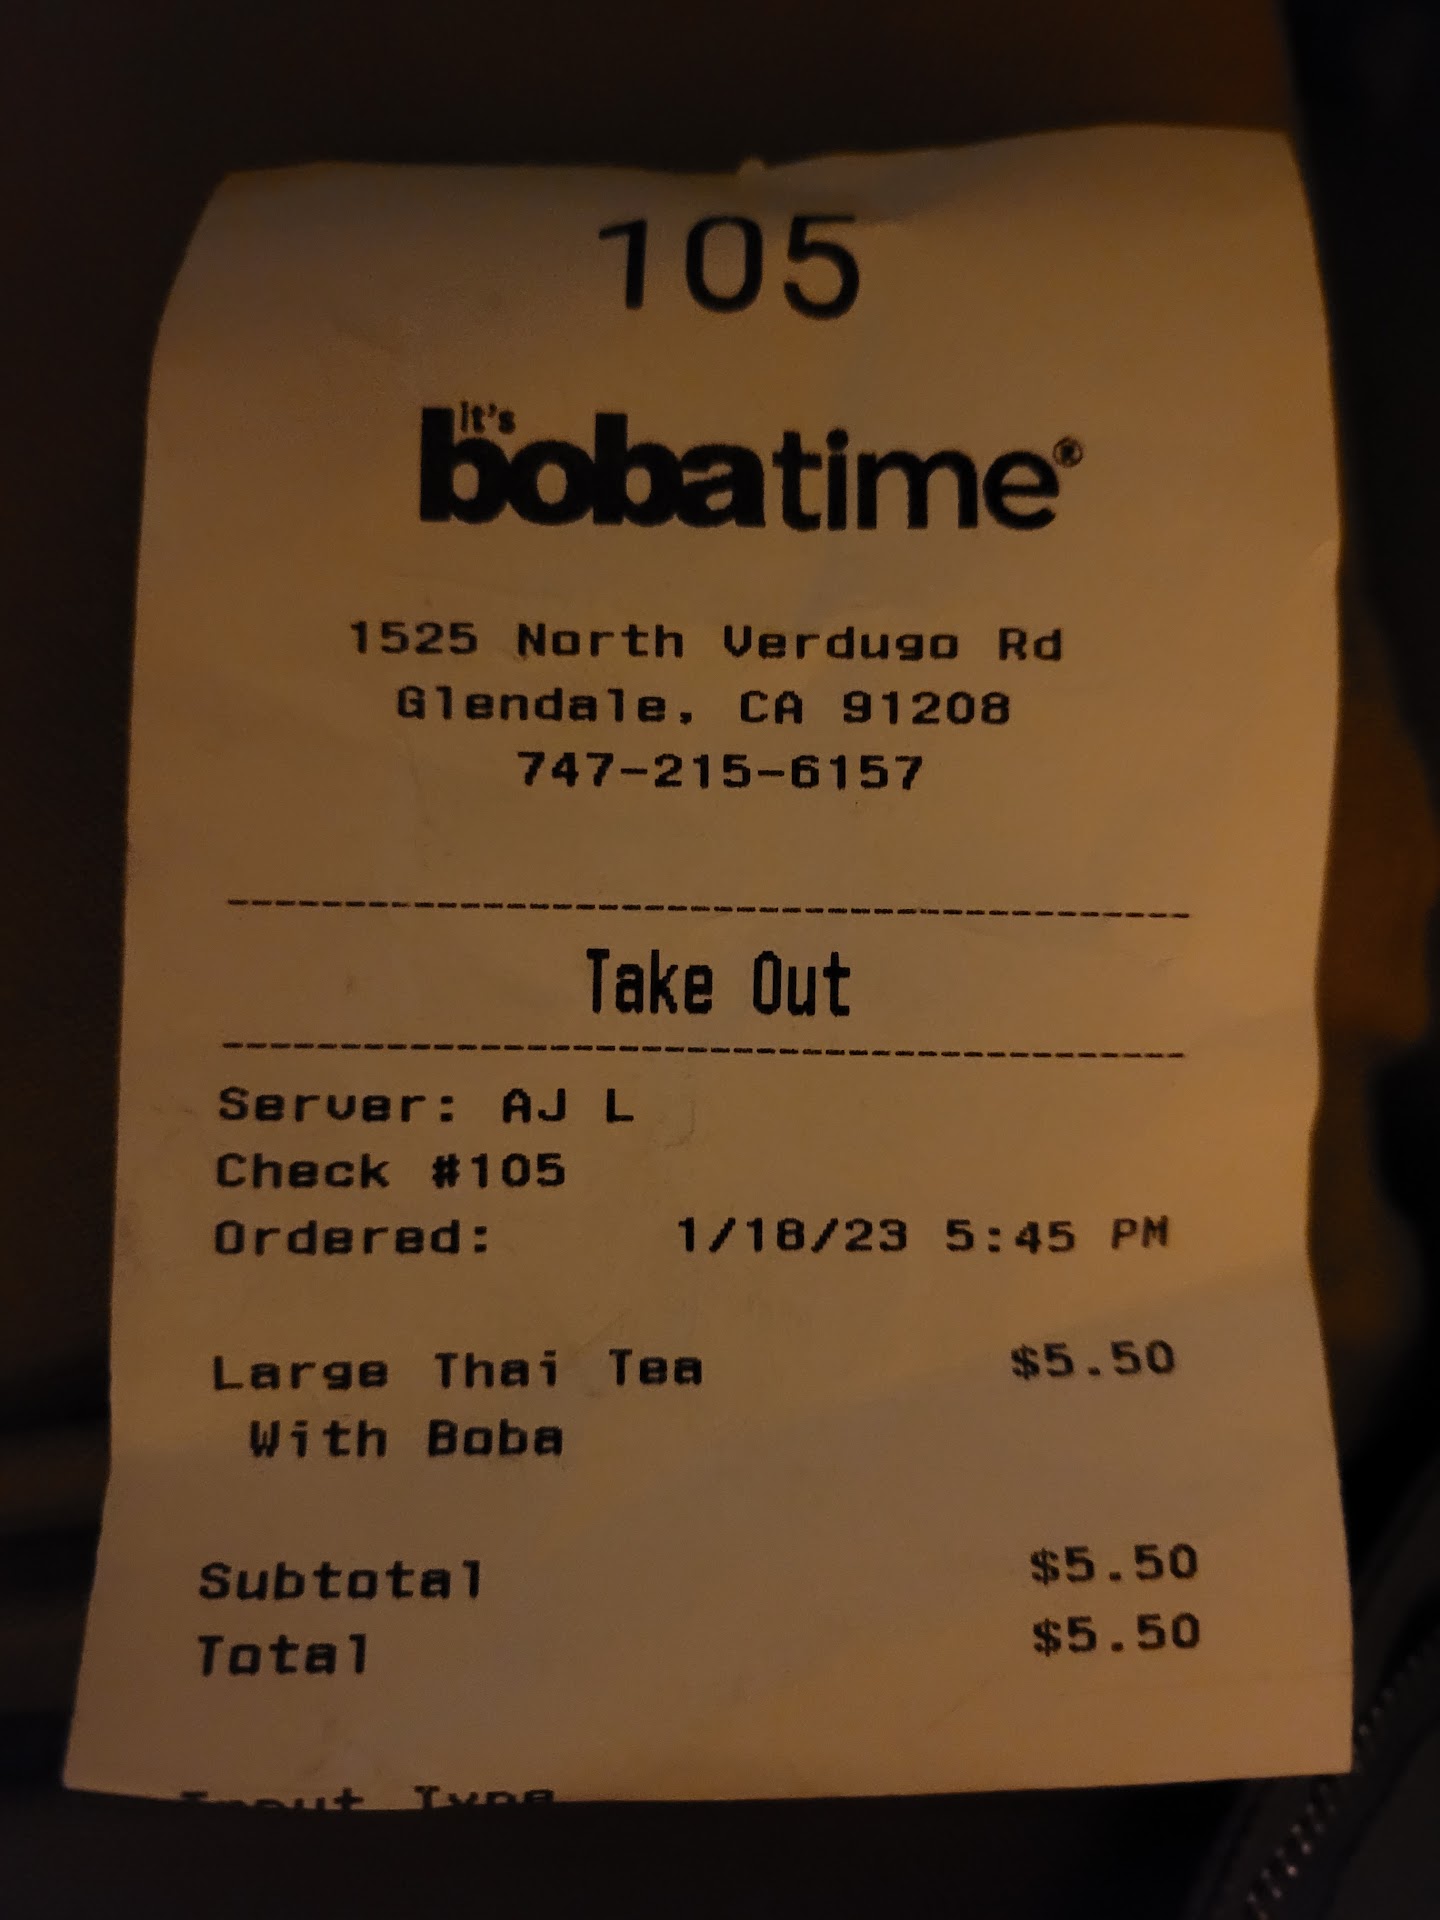 105
it's
bobatime®
1525 North Verdugo Rd
Glendale, CA 91208
747-215-6157
Take Out
Server: AJ L
Check #105
Ordered: 1/18/23 5:45 PM
Large Thai Tea $5.50
With Boba
Subtotal $5.50
Total $5.50
Input Type